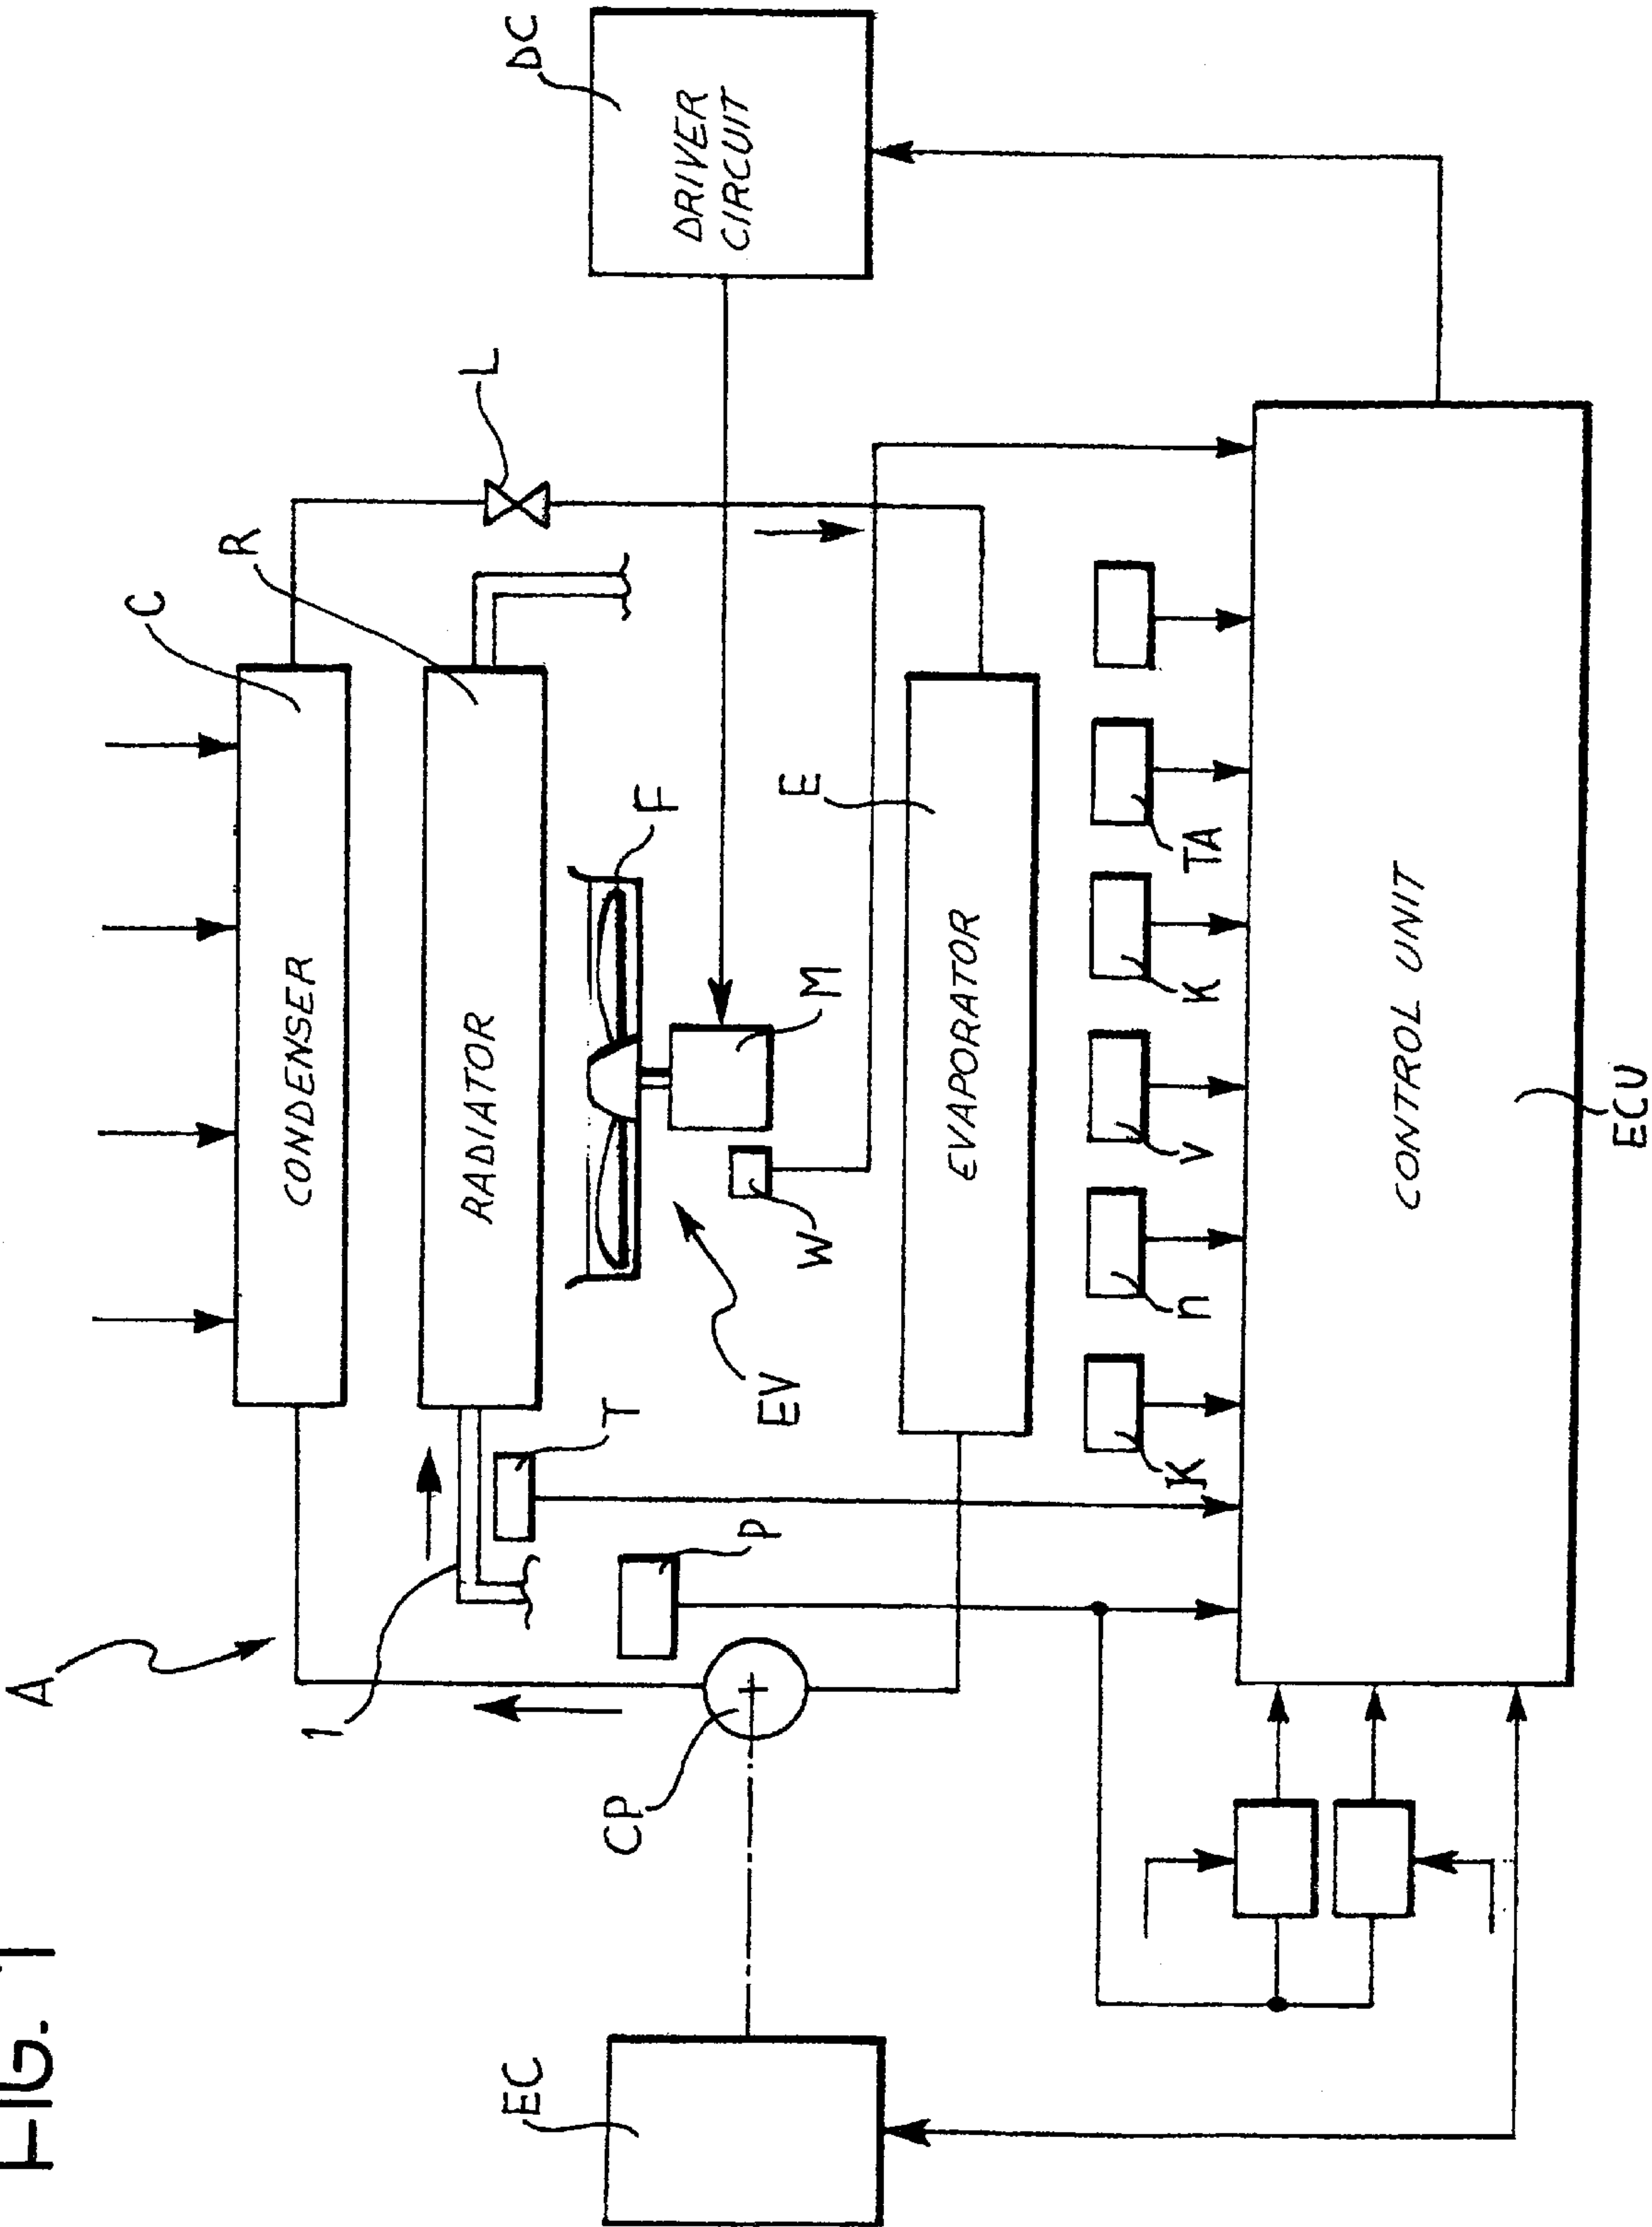 FIG. 1
A
C
R
L
DC
CONDENSER
RADIATOR
DRIVER
CIRCUIT
1
T
F
P
EV
W
M
E
CP
EC
EVAPORATOR
K
n
v
K
TA
CONTROL UNIT
ECU